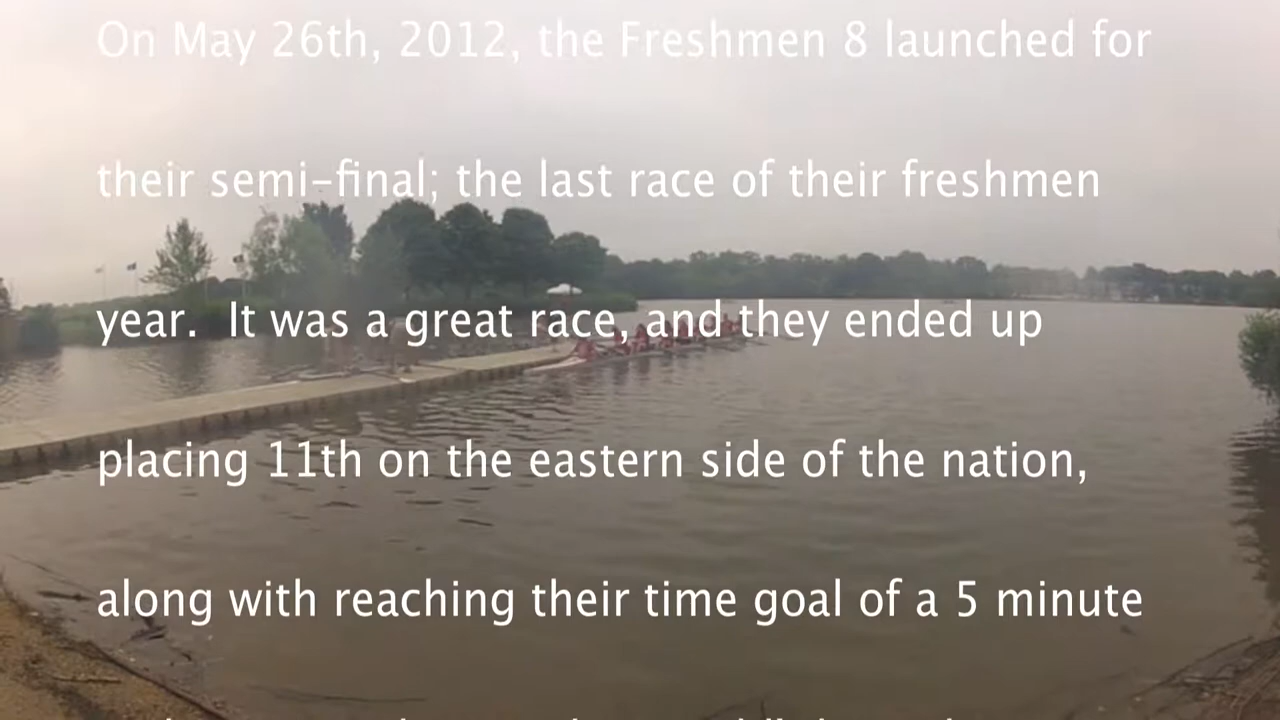 On May 26th, 2012, the Freshmen 8 launched for
their semi-final; the last race of their freshmen
year.  It was a great race, and they ended up
placing 11th on the eastern side of the nation,
along with reaching their time goal of a 5 minute